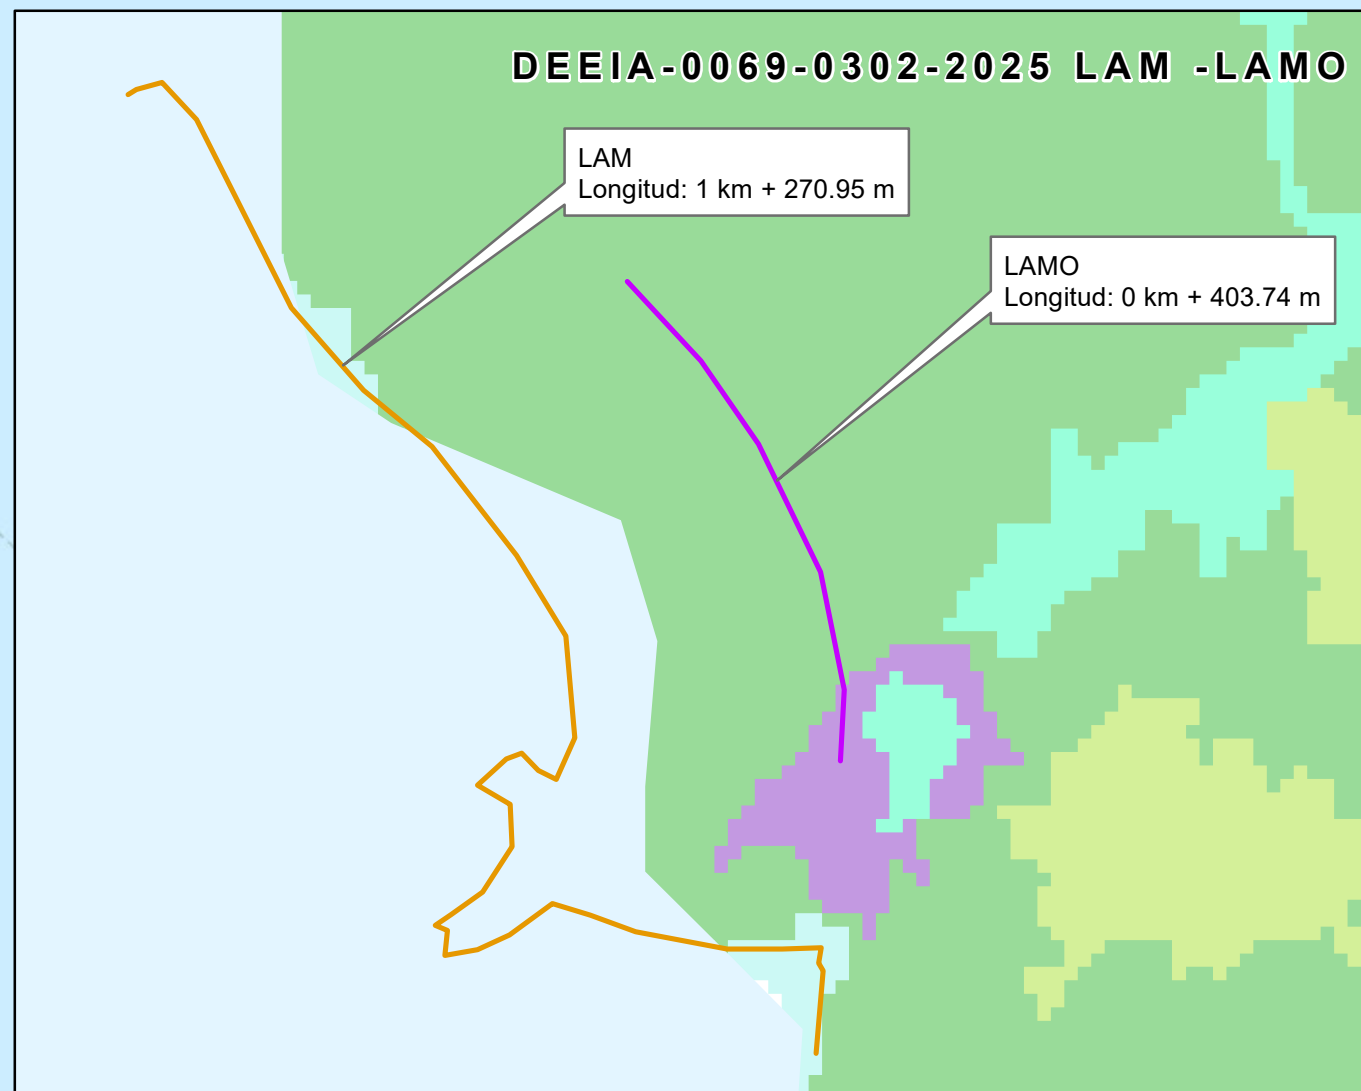 DEEIA-0069-0302-2025 LAM -LAMO
LAM
Longitud: 1 km + 270.95 m
LAMO
Longitud: 0 km + 403.74 m